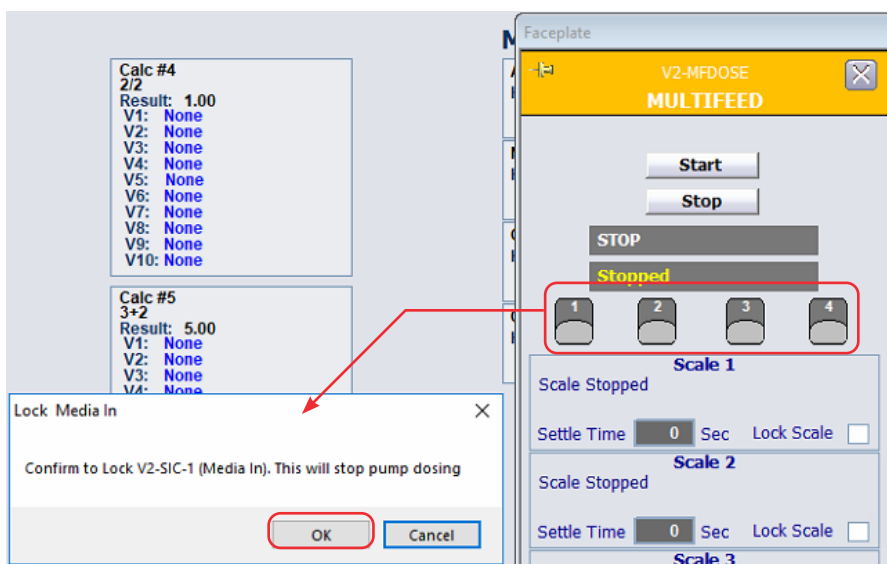 Calc #4
2/2
Result: 1.00
V1: None
V2: None
V3: None
V4: None
V5: None
V6: None
V7: None
V8: None
V9: None
V10: None
Calc #5
3+2
Result: 5.00
V1: None
V2: None
V3: None
V4: None
Lock Media In
Confirm to Lock V2-SIC-1 (Media In). This will stop pump dosing
OK
Cancel
Faceplate
V2-MFDOSE
MULTIFEED
Start
Stop
STOP
Stopped
1 2 3 4
Scale 1
Scale Stopped
Settle Time 0 Sec Lock Scale
Scale 2
Scale Stopped
Settle Time 0 Sec Lock Scale
Scale 3